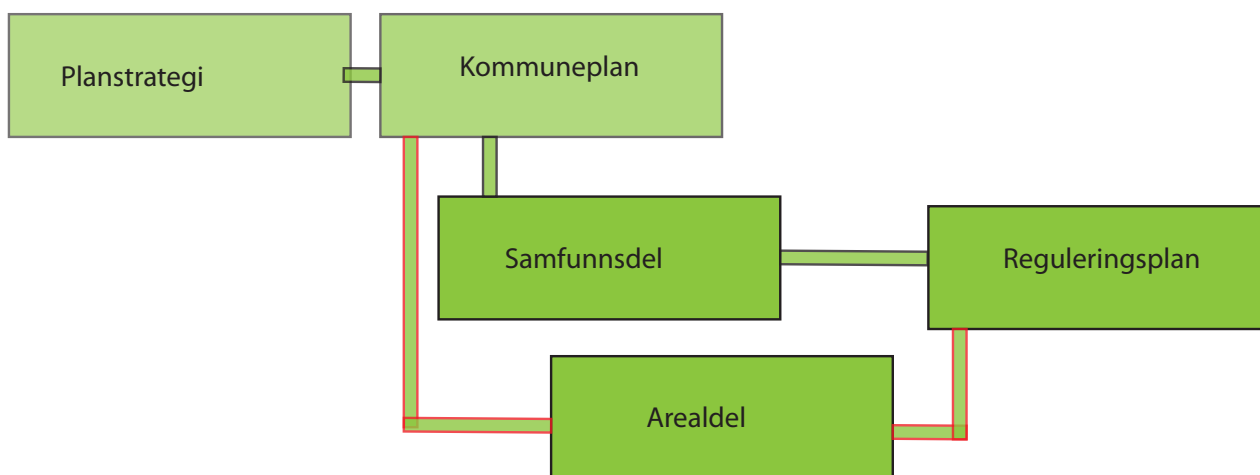 Planstrategi
Kommuneplan
Samfunnsdel
Reguleringsplan
Arealdel